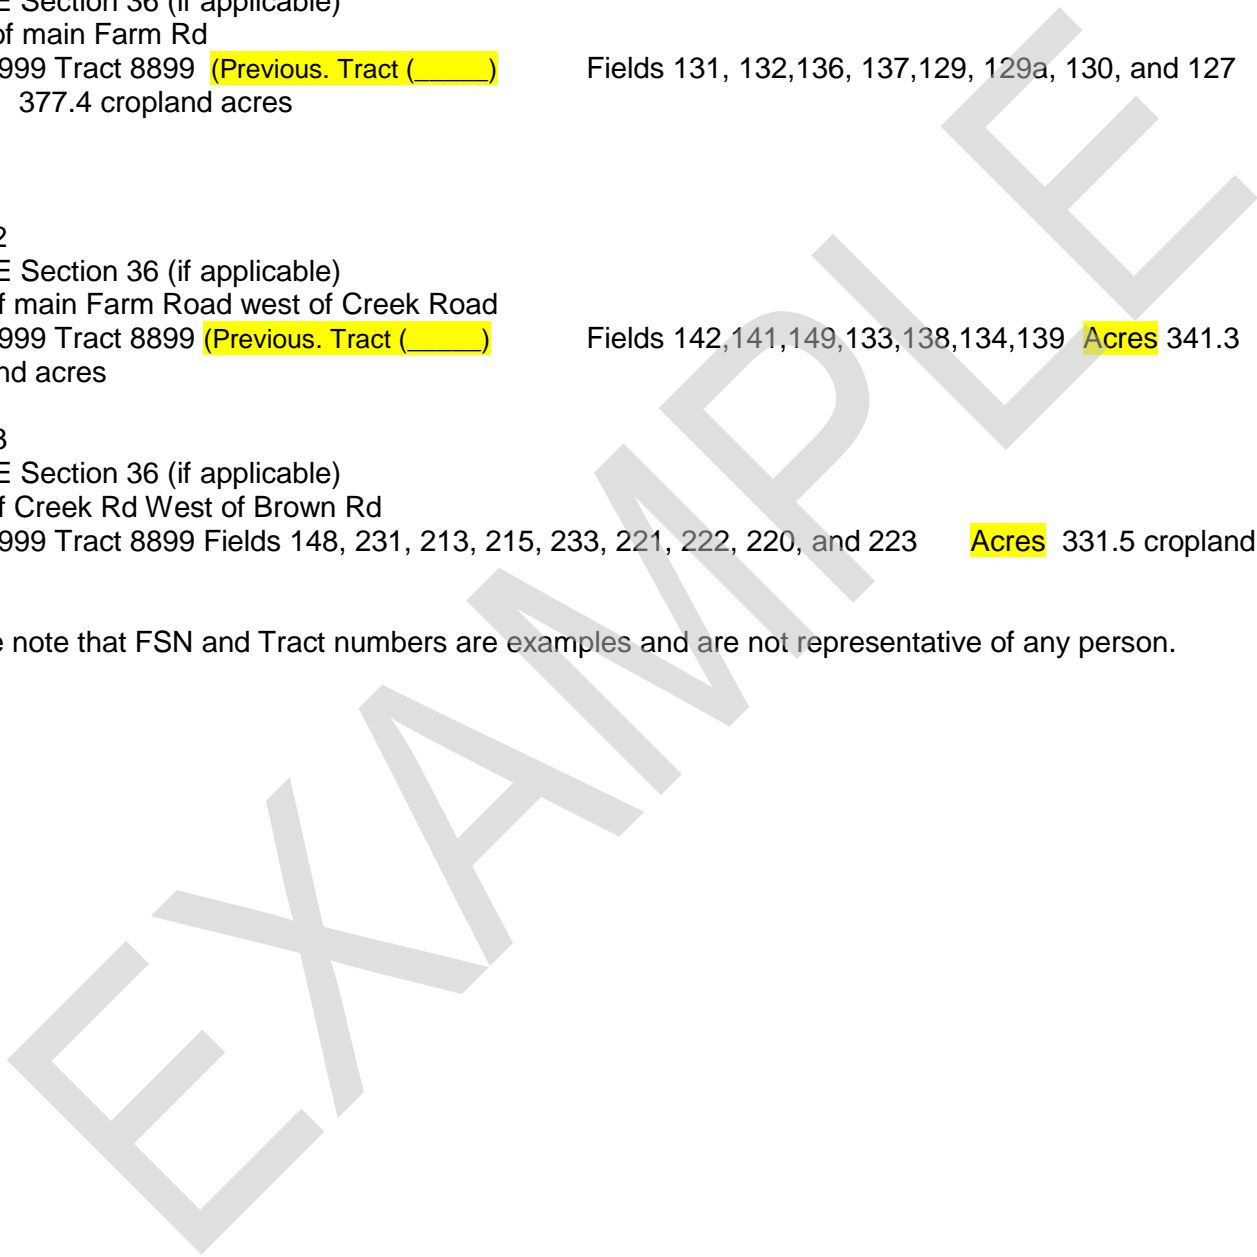 E Section 36 (if applicable)
of main Farm Rd
999 Tract 8899 (Previous. Tract (_____) Fields 131, 132,136, 137,129, 129a, 130, and 127
377.4 cropland acres
2
E Section 36 (if applicable)
f main Farm Road west of Creek Road
999 Tract 8899 (Previous. Tract (_____) Fields 142,141,149,133,138,134,139 Acres 341.3
nd acres
3
E Section 36 (if applicable)
f Creek Rd West of Brown Rd
999 Tract 8899 Fields 148, 231, 213, 215, 233, 221, 222, 220, and 223 Acres 331.5 cropland
e note that FSN and Tract numbers are examples and are not representative of any person.
EXAMPLE